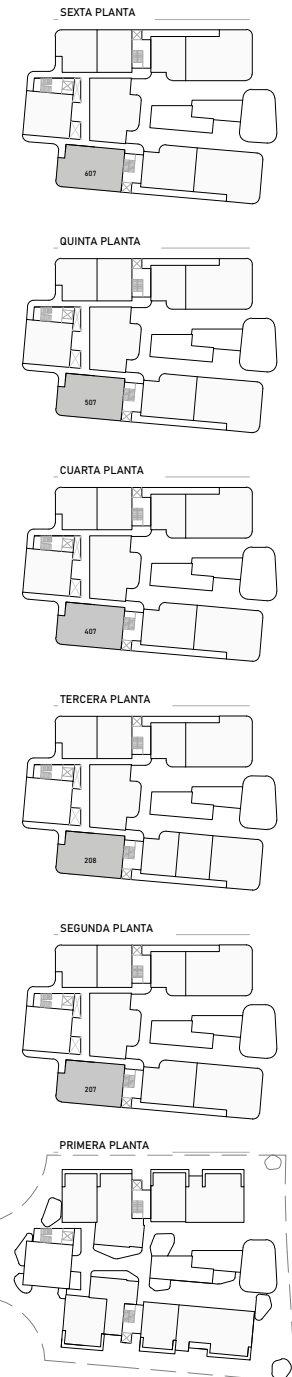 SEXTA PLANTA
607
QUINTA PLANTA
507
CUARTA PLANTA
407
TERCERA PLANTA
208
SEGUNDA PLANTA
207
PRIMERA PLANTA